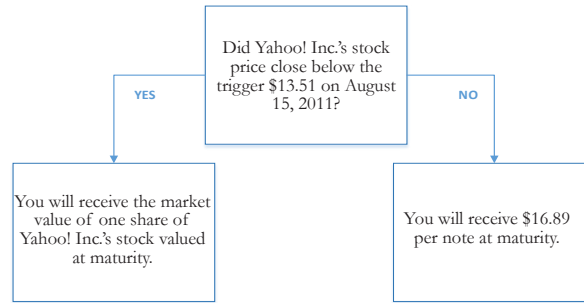 Did Yahoo! Inc.'s stock
price close below the
trigger $13.51 on August
15, 2011?
YES
NO
You will receive the market
value of one share of
Yahoo! Inc.'s stock valued
at maturity.
You will receive $16.89
per note at maturity.